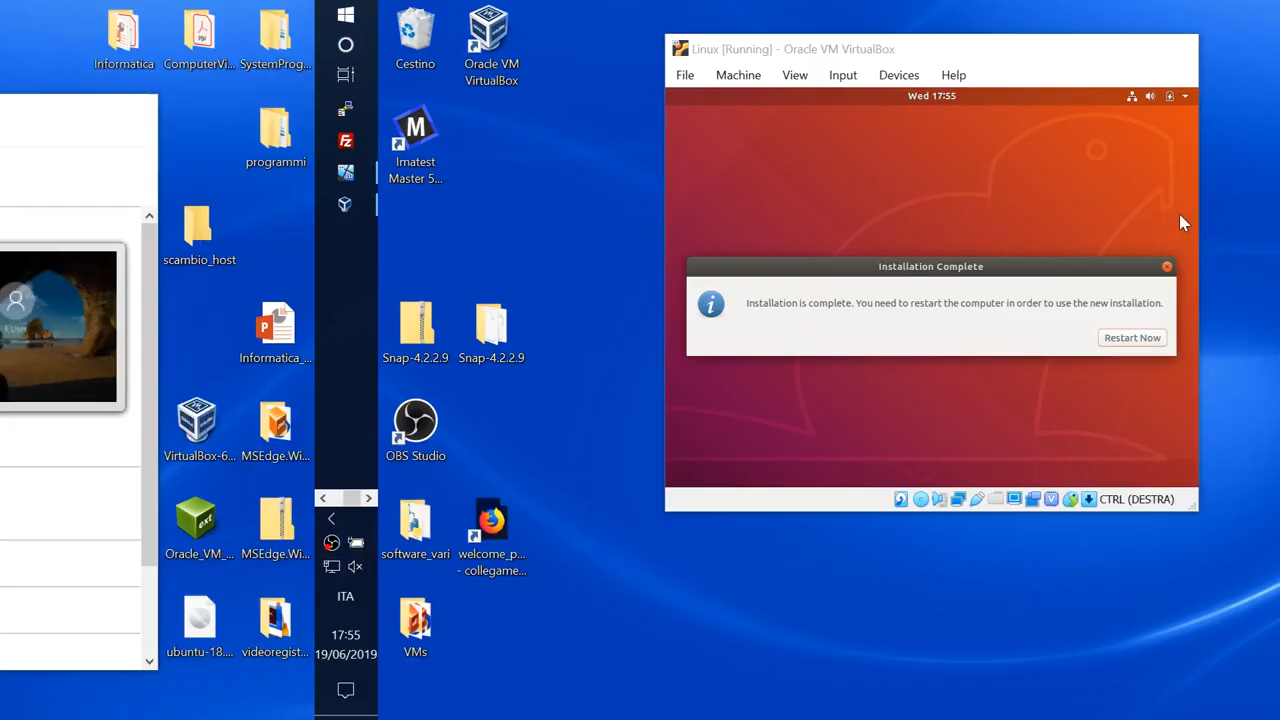 Informatica
ComputerVi...
SystemProg...
programmi
scambio_host
Informatica_...
VirtualBox-6...
MSEdge.Wi...
Oracle_VM_...
MSEdge.Wi...
ubuntu-18....
videoregist...
ITA
17:55
19/06/2019
Cestino
Oracle VM
VirtualBox
M
Imatest
Master 5...
Snap-4.2.2.9
Snap-4.2.2.9
OBS Studio
software_vari
welcome_p...
- collegame...
VMs
Linux [Running] - Oracle VM VirtualBox
File Machine View Input Devices Help
Wed 17:55
Installation Complete
Installation is complete. You need to restart the computer in order to use the new installation.
Restart Now
CTRL (DESTRA)